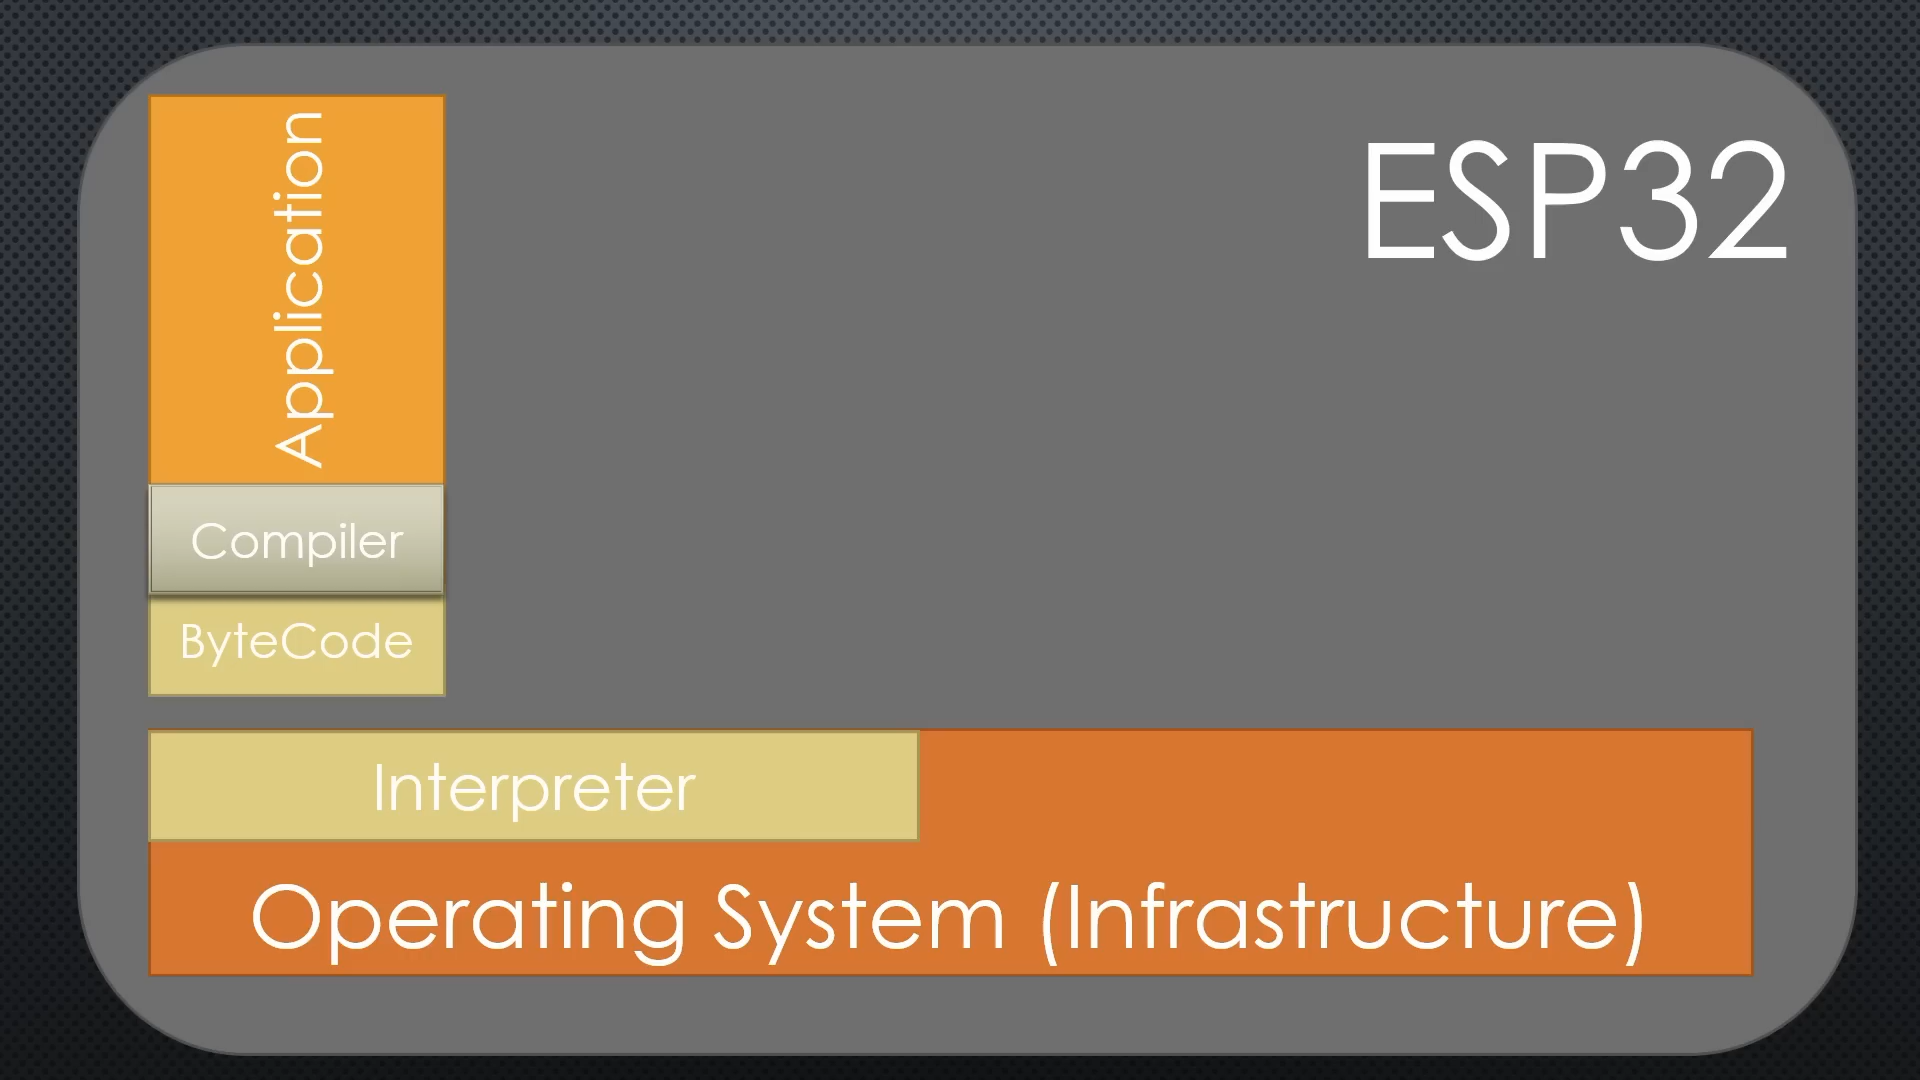 ESP32
Application
Compiler
ByteCode
Interpreter
Operating System (Infrastructure)